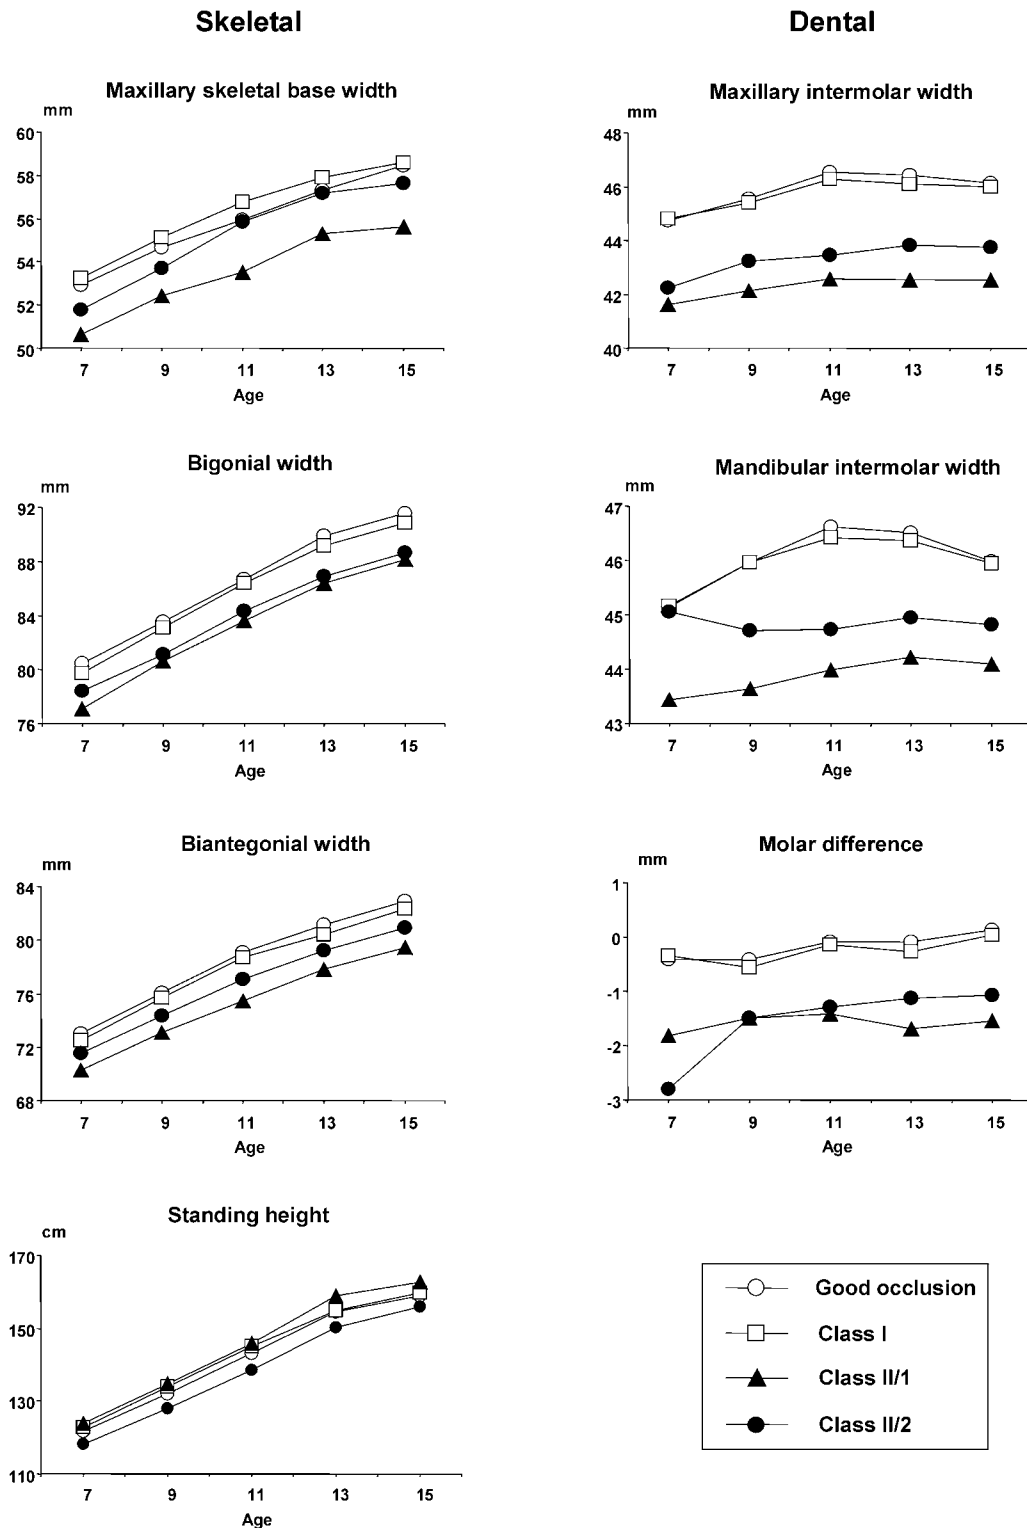 Skeletal
Dental
Maxillary skeletal base width
mm
60
58
56
54
52
50
7 9 11 13 15
Age
Maxillary intermolar width
mm
48
46
44
42
40
7 9 11 13 15
Age
Bigonial width
mm
92
88
84
80
76
7 9 11 13 15
Age
Mandibular intermolar width
mm
47
46
45
44
43
7 9 11 13 15
Age
Biantegonial width
mm
84
80
76
72
68
7 9 11 13 15
Age
Molar difference
mm
1
0
-1
-2
-3
7 9 11 13 15
Age
Standing height
cm
170
150
130
110
7 9 11 13 15
Age
Good occlusion
Class I
Class II/1
Class II/2